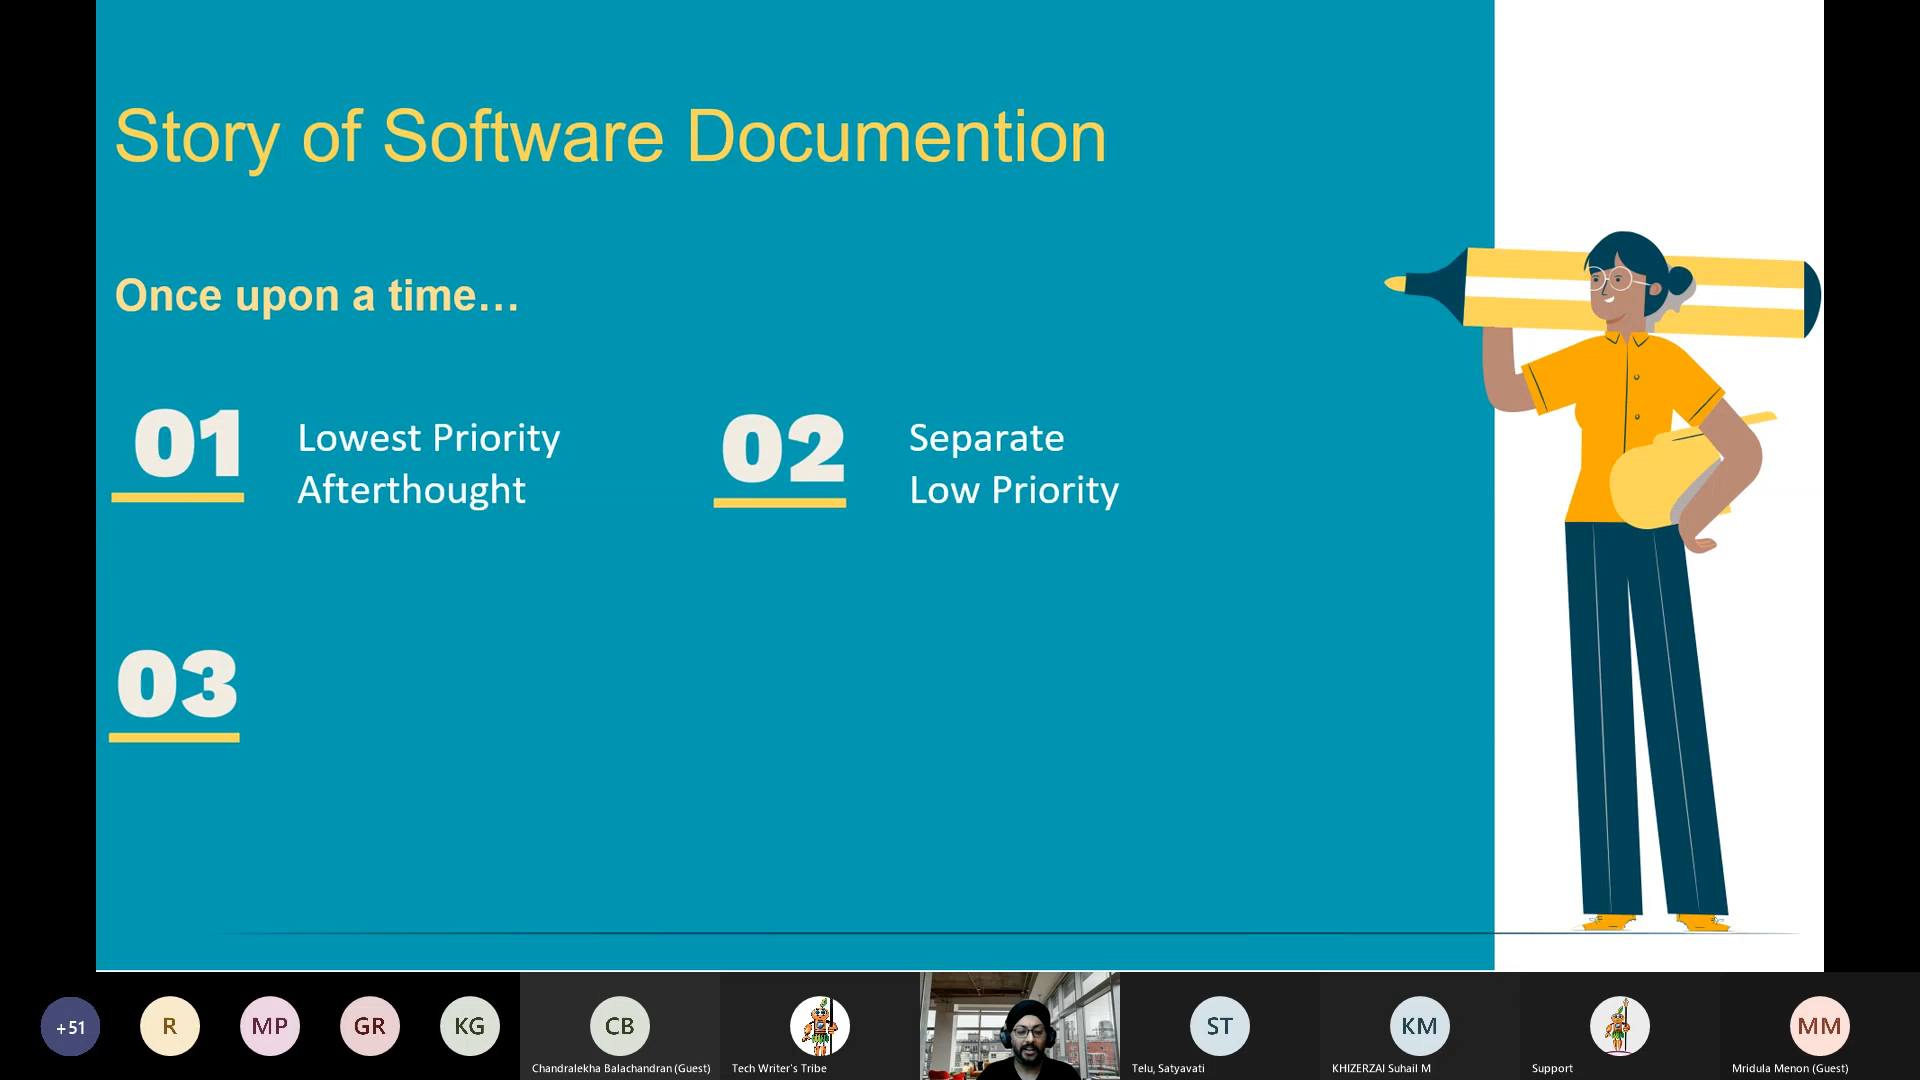 Story of Software Documention
Once upon a time...
01
Lowest Priority
Afterthought
02
Separate
Low Priority
03
+51
R
MP
GR
KG
CB
Chandralekha Balachandran (Guest)
Tech Writer's Tribe
ST
Telu, Satyavati
KM
KHIZERZAI Suhail M
Support
MM
Mridula Menon (Guest)